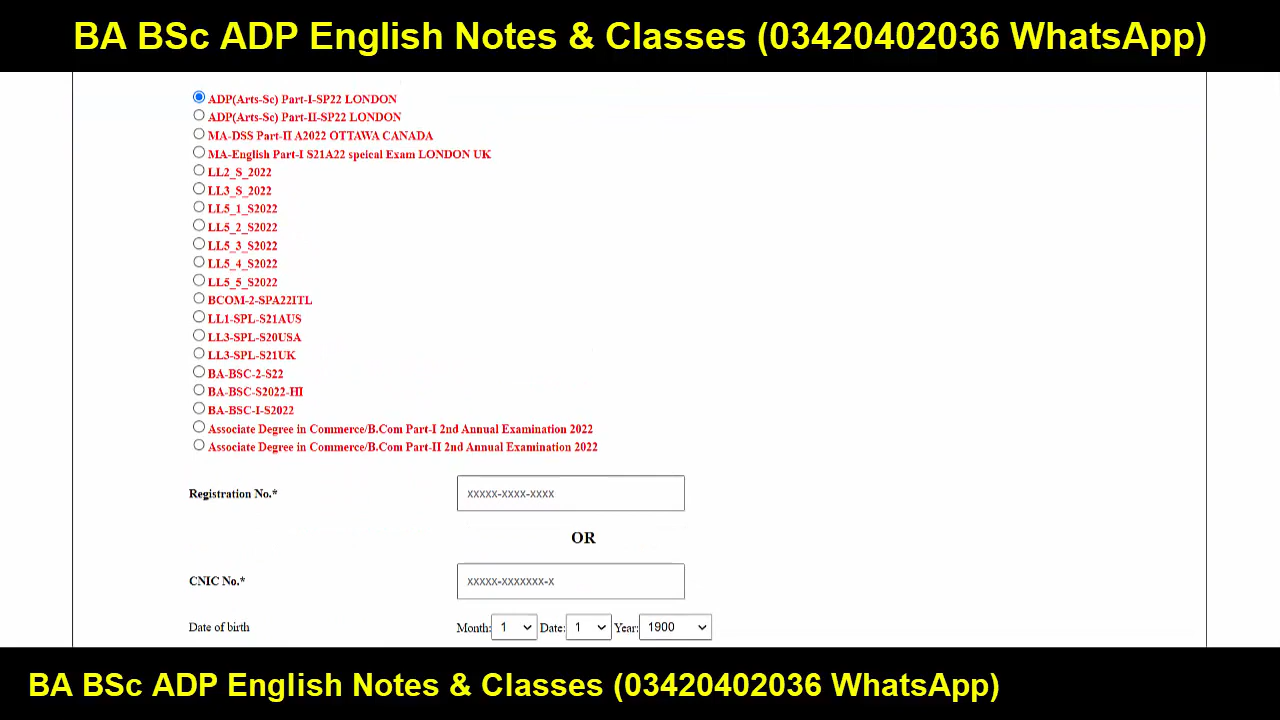 BA BSc ADP English Notes & Classes (03420402036 WhatsApp)
ADP(Arts-Sc) Part-I-SP22 LONDON
ADP(Arts-Sc) Part-II-SP22 LONDON
MA-DSS Part-II A2022 OTTAWA CANADA
MA-English Part-I S21A22 speical Exam LONDON UK
LL2_S_2022
LL3_S_2022
LL5_1_S2022
LL5_2_S2022
LL5_3_S2022
LL5_4_S2022
LL5_5_S2022
BCOM-2-SPA22ITL
LL1-SPL-S21AUS
LL3-SPL-S20USA
LL3-SPL-S21UK
BA-BSC-2-S22
BA-BSC-S2022-HI
BA-BSC-I-S2022
Associate Degree in Commerce/B.Com Part-I 2nd Annual Examination 2022
Associate Degree in Commerce/B.Com Part-II 2nd Annual Examination 2022
Registration No.* xxxxx-xxxx-xxxx
OR
CNIC No.* xxxxx-xxxxxxx-x
Date of birth Month: 1 Date: 1 Year: 1900
BA BSc ADP English Notes & Classes (03420402036 WhatsApp)